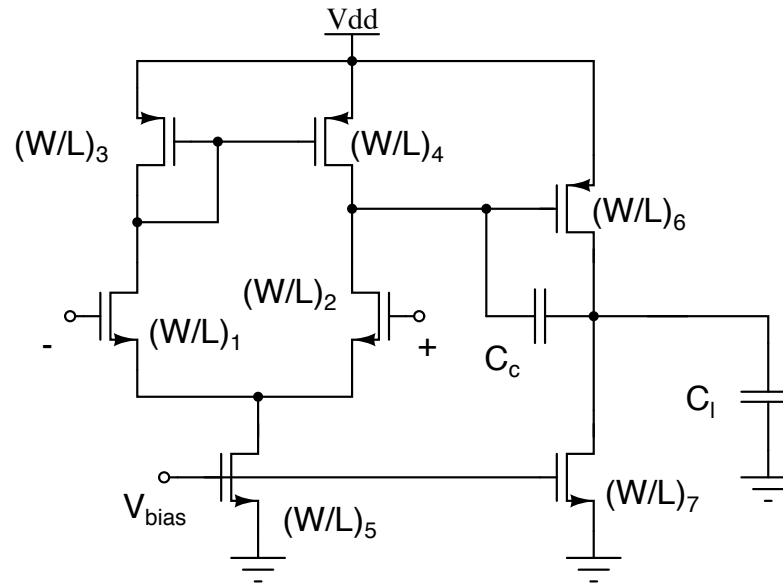 Vdd
(W/L)3
(W/L)4
(W/L)6
(W/L)2
(W/L)1
-
+
Cc
Cl
Vbias
(W/L)5
(W/L)7